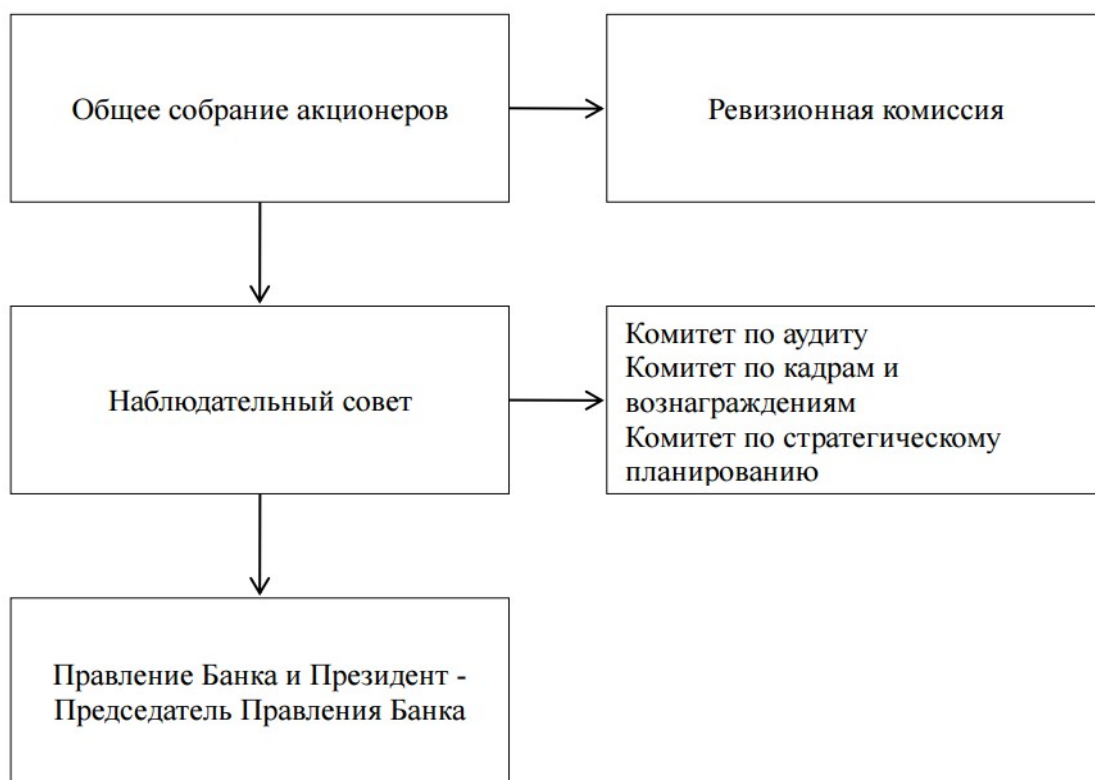 Общее собрание акционеров
Ревизионная комиссия
Наблюдательный совет
Комитет по аудиту
Комитет по кадрам и
вознаграждениям
Комитет по стратегическому
планированию
Правление Банка и Президент -
Председатель Правления Банка